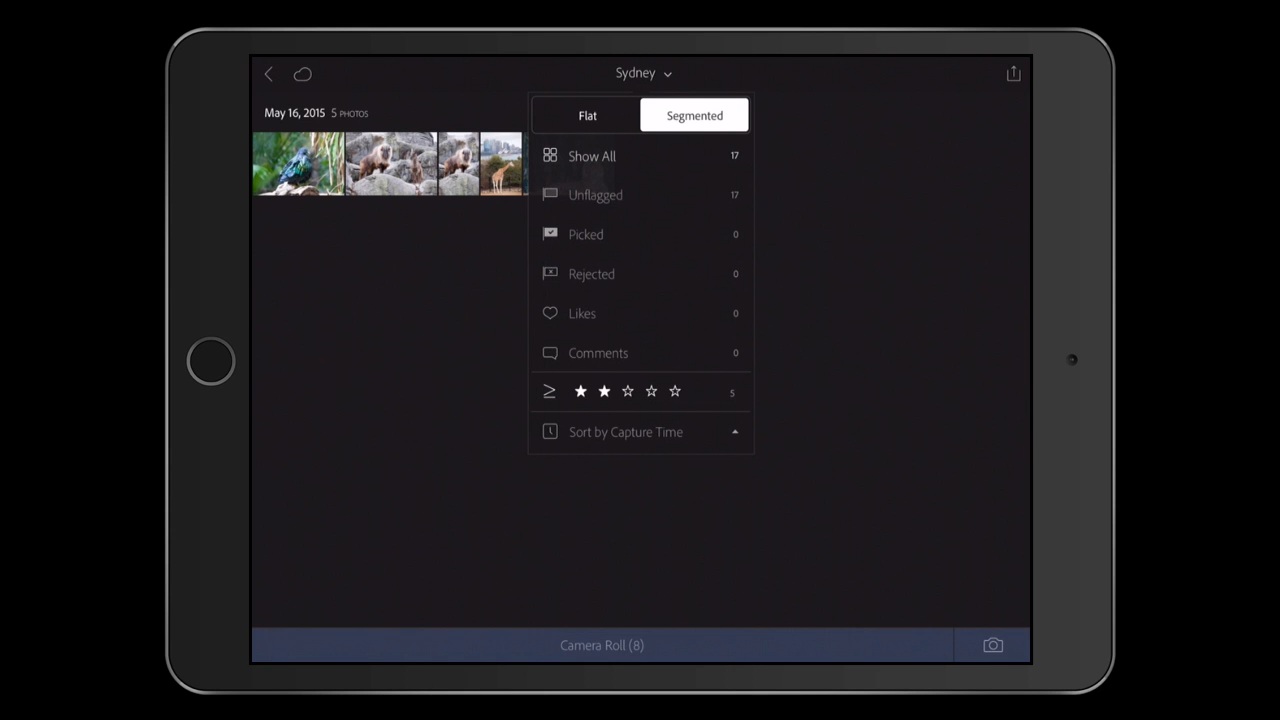 Sydney
May 16, 2015 5 PHOTOS
Flat Segmented
Show All 17
Unflagged 17
Picked 0
Rejected 0
Likes 0
Comments 0
≥ ★ ★ ☆ ☆ ☆ 5
Sort by Capture Time
Camera Roll (8)